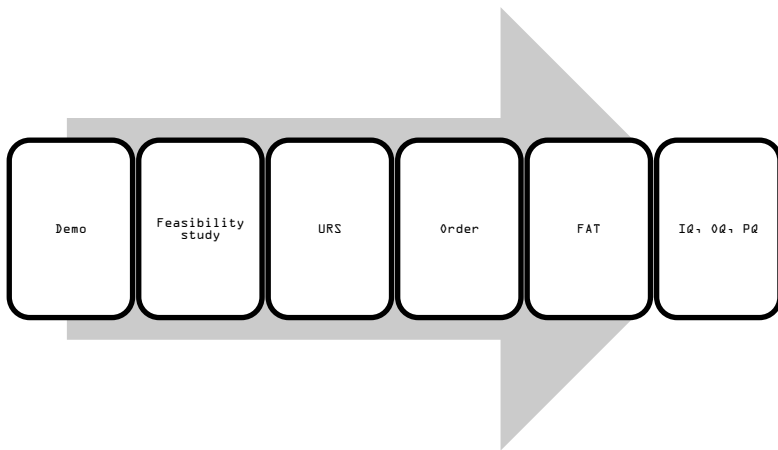 Demo
Feasibility
study
URS
Order
FAT
IQ, OQ, PQ